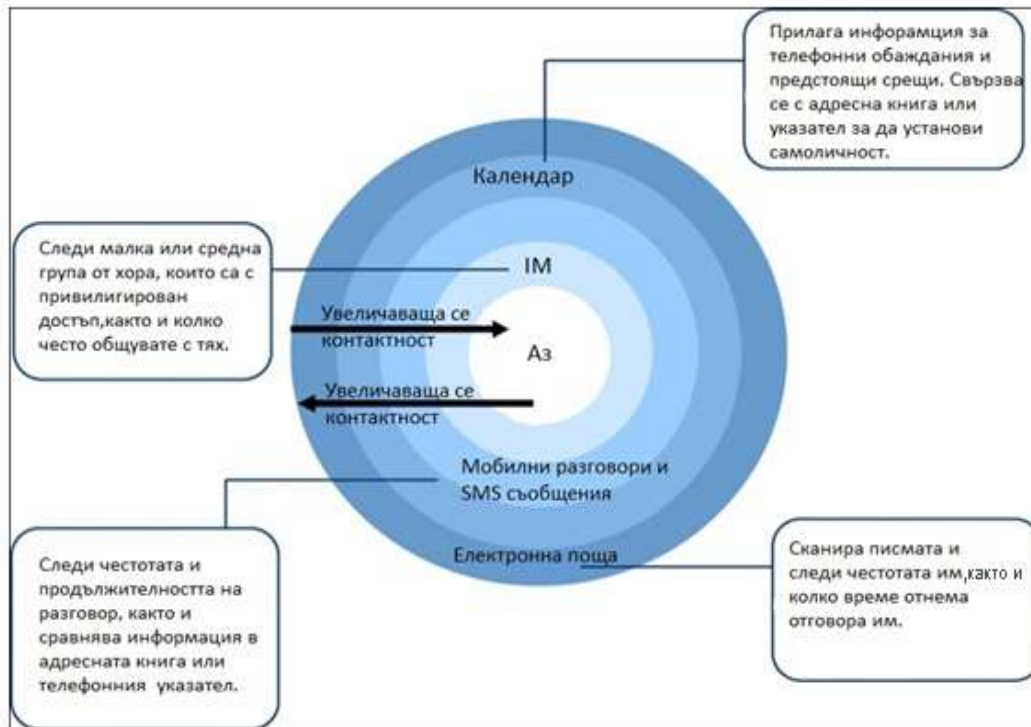 Прилага инфорамция за
телефонни обаждания и
предстоящи срещи. Свързва
се с адресна книга или
указател за да установи
самоличност.
Календар
Следи малка или средна
група от хора, които са с
привилигирован
достъп,както и колко
често общувате с тях.
IM
Увеличаваща се
контактност
Аз
Увеличаваща се
контактност
Мобилни разговори и
SMS съобщения
Електронна поща
Следи честотата и
продължителността на
разговор, както и
сравнява информация в
адресната книга или
телефонния указател.
Сканира писмата и
следи честотата им,както и
колко време отнема
отговора им.